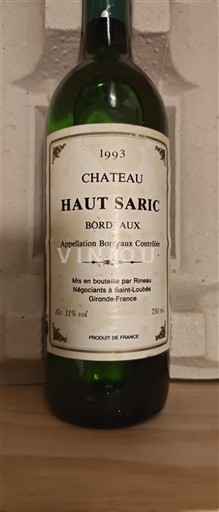 1993
CHATEAU
HAUT SARIC
BORDEAUX
Appellation Bordeaux Contrôlée
VINYOU
Mis en bouteille par Rineau
Négociants à Saint-Loubès
Gironde-France
Alc. 11% vol
750 ml
PRODUIT DE FRANCE